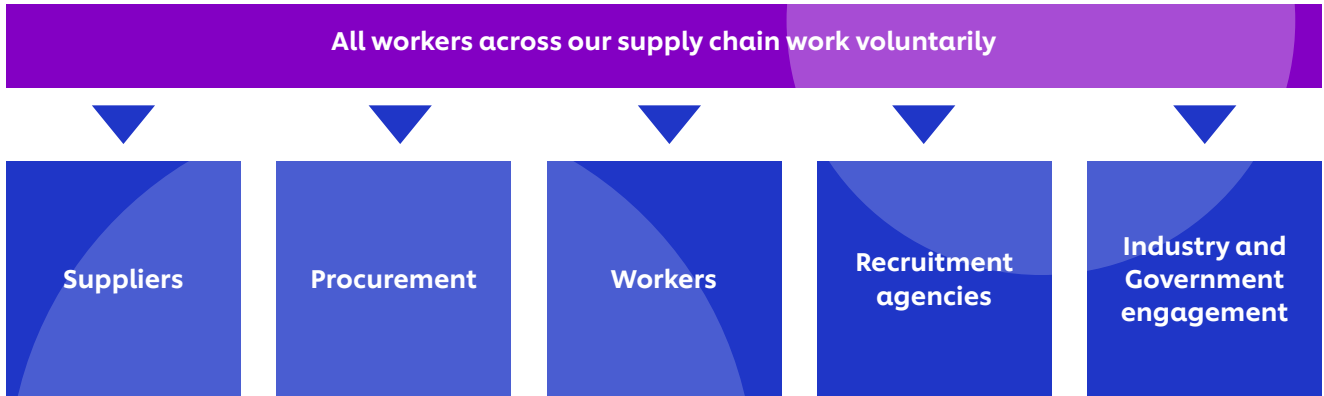 All workers across our supply chain work voluntarily
Suppliers
Procurement
Workers
Recruitment
agencies
Industry and
Government
engagement